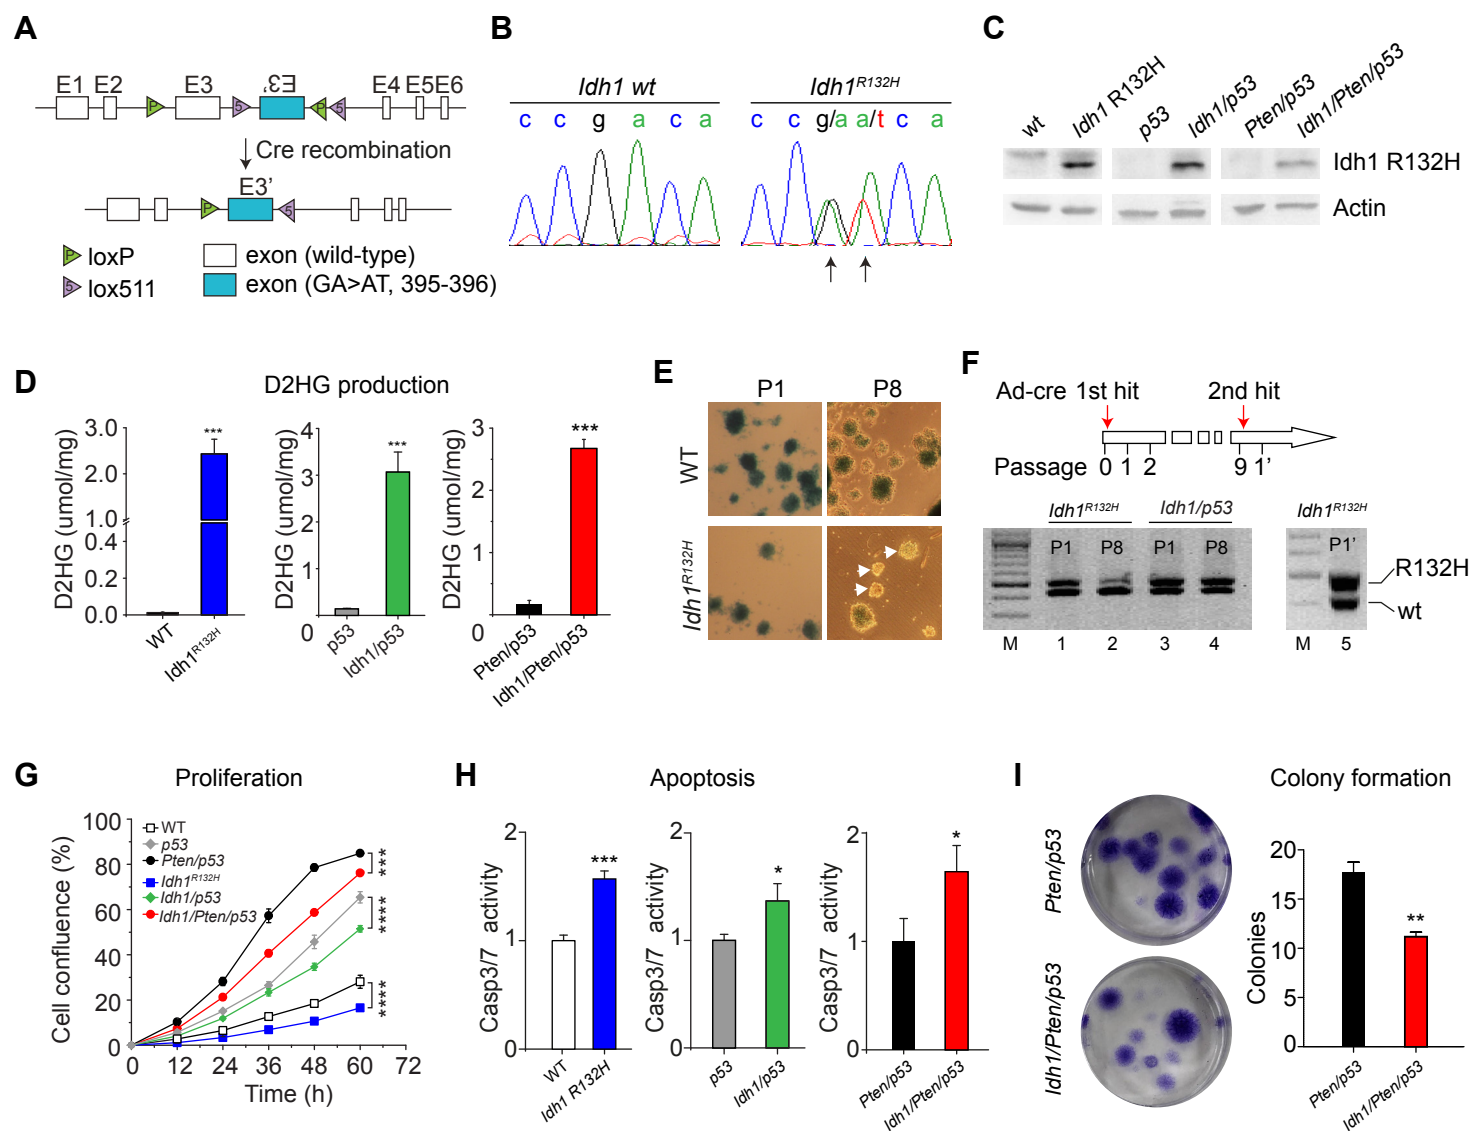 A
E1 E2 E3 E3' E4 E5 E6
P 5 P 5
Cre recombination
E3'
P 5
P loxP
5 lox511
exon (wild-type)
exon (GA>AT, 395-396)
B
Idh1 wt
Idh1R132H
c c g a c a
c c g/a a/t c a
C
wt
Idh1 R132H
p53
Idh1/p53
Pten/p53
Idh1/Pten/p53
Idh1 R132H
Actin
D
D2HG production
D2HG (umol/mg)
3.0
2.0
1.0
0.4
0.2
0.0
***
WT
Idh1R132H
D2HG (umol/mg)
4
3
2
1
0
***
p53
Idh1/p53
D2HG (umol/mg)
3
2
1
0
***
Pten/p53
Idh1/Pten/p53
E
P1 P8
WT
Idh1R132H
F
Ad-cre 1st hit 2nd hit
Passage 0 1 2 9 1'
Idh1R132H Idh1/p53 Idh1R132H
P1 P8 P1 P8 P1'
R132H
wt
M 1 2 3 4 M 5
G
Proliferation
Cell confluence (%)
100
80
60
40
20
0
WT
p53
Pten/p53
Idh1R132H
Idh1/p53
Idh1/Pten/p53
***
****
****
0 12 24 36 48 60 72
Time (h)
H
Apoptosis
Casp3/7 activity
2
1
0
***
WT
Idh1 R132H
Casp3/7 activity
2
1
0
*
p53
Idh1/p53
Casp3/7 activity
2
1
0
*
Pten/p53
Idh1/Pten/p53
I
Colony formation
Pten/p53
Idh1/Pten/p53
Colonies
20
15
10
5
0
**
Pten/p53
Idh1/Pten/p53